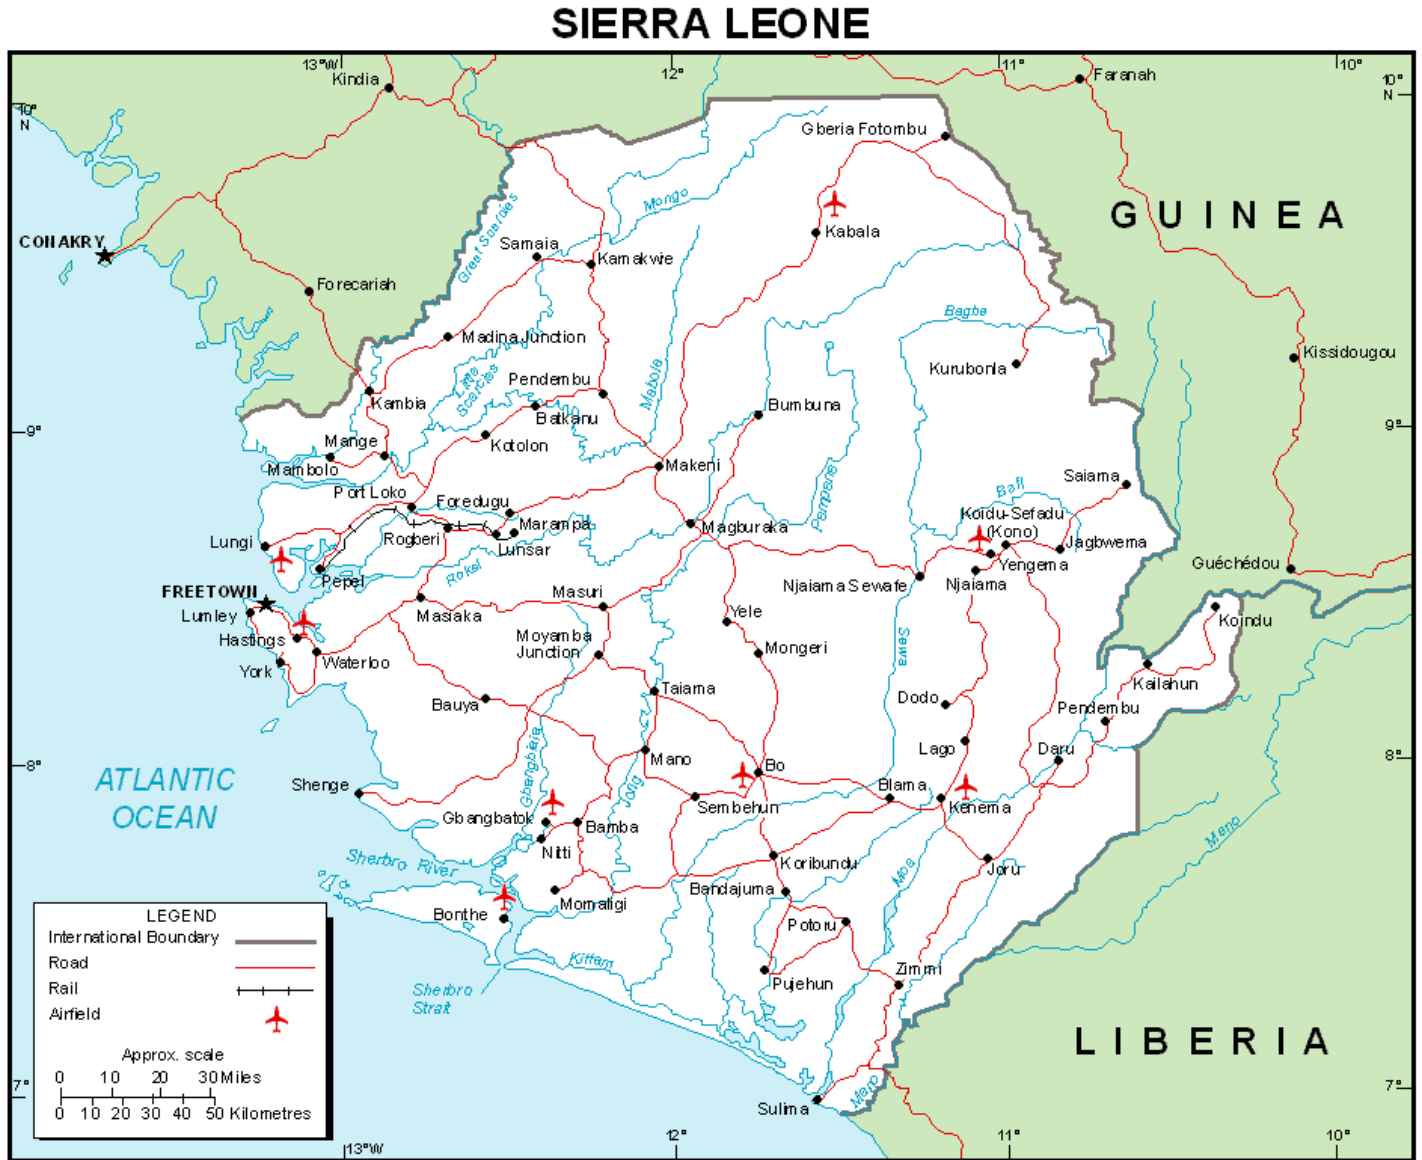 SIERRA LEONE
13°W
12°
11°
10°
10°
N
10°
N
Kindia
Faranah
Gberia Fotombu
GUINEA
Mongo
Great Scarcies
CONAKRY
Kabala
Samaia
Kamakwie
Forecariah
Bagbe
Madina Junction
Kissidougou
Little
Scarcies
Mabole
Kurubonla
Pendembu
Kambia
Batkanu
Bumbuna
9°
9°
Mange
Kotolon
Mambolo
Makeni
Saiama
Pampana
Bafi
Port Loko
Foredugu
Koidu-Sefadu
(Kono)
Marampa
Magburaka
Rogberi
Lunsar
Lungi
Jagbwema
Yengema
Guéchédou
Pepel
Rokel
Njaiama Sewafe
Njaiama
FREETOWN
Masuri
Lumley
Masiaka
Yele
Koindu
Hastings
Moyamba
Junction
Sewa
Mongeri
Waterloo
York
Kailahun
Taiama
Dodo
Bauya
Pendembu
Gbangbaia
Lago
Daru
Mano
Bo
8°
8°
ATLANTIC
OCEAN
Shenge
Jong
Blama
Sembehun
Kenema
Gbangbatok
Bamba
Meno
Nitti
Sherbro River
Koribundu
Moa
Joru
Bandajuma
Momaligi
Bonthe
Potoru
Kittam
Zimmi
Pujehun
Sherbro
Strait
LIBERIA
7°
7°
Mano
Sulima
LEGEND
International Boundary
Road
Rail
Airfield
Approx. scale
0 10 20 30 Miles
0 10 20 30 40 50 Kilometres
13°W
12°
11°
10°